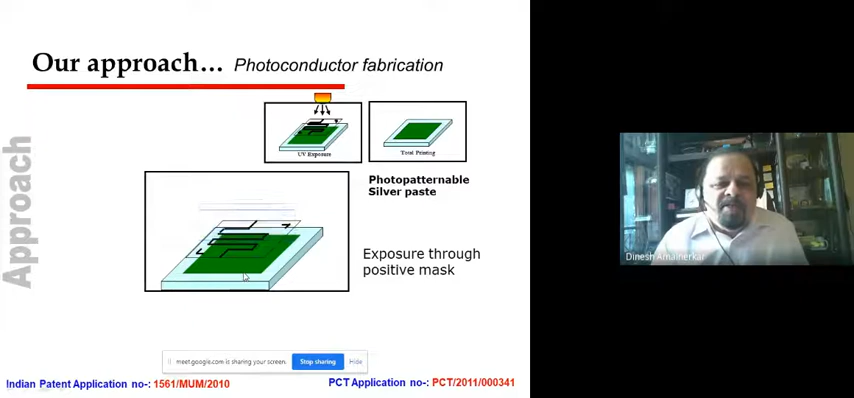 Our approach… Photoconductor fabrication
Approach
UV Exposure
Total Printing
Photopatternable
Silver paste
Exposure through
positive mask
meet.google.com is sharing your screen.
Stop sharing
Hide
Indian Patent Application no-: 1561/MUM/2010
PCT Application no-: PCT/2011/000341
Dinesh Amalnerkar